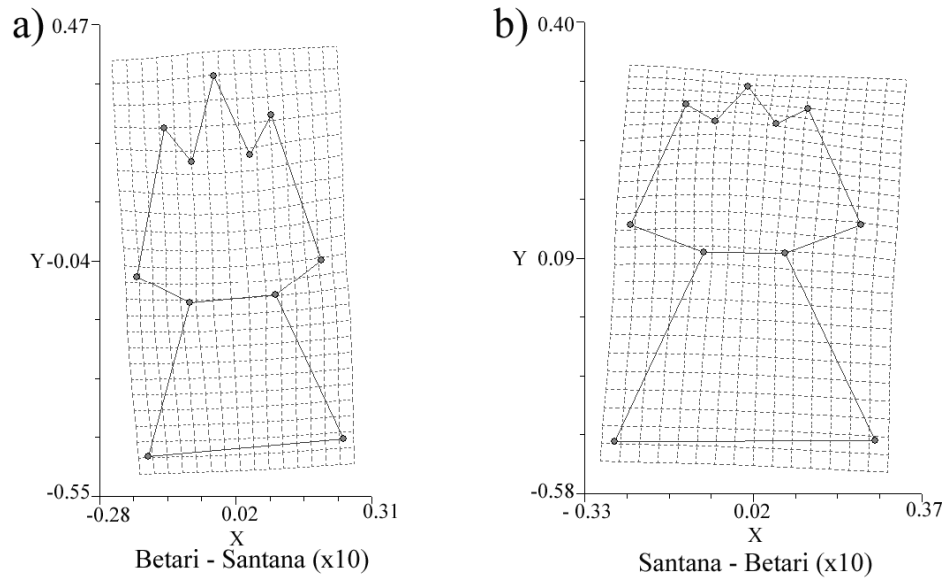 a)
0.47
Y -0.04
-0.55
-0.28
0.02
0.31
X
Betari - Santana (x10)
b)
0.40
Y 0.09
-0.58
- 0.33
0.02
0.37
X
Santana - Betari (x10)